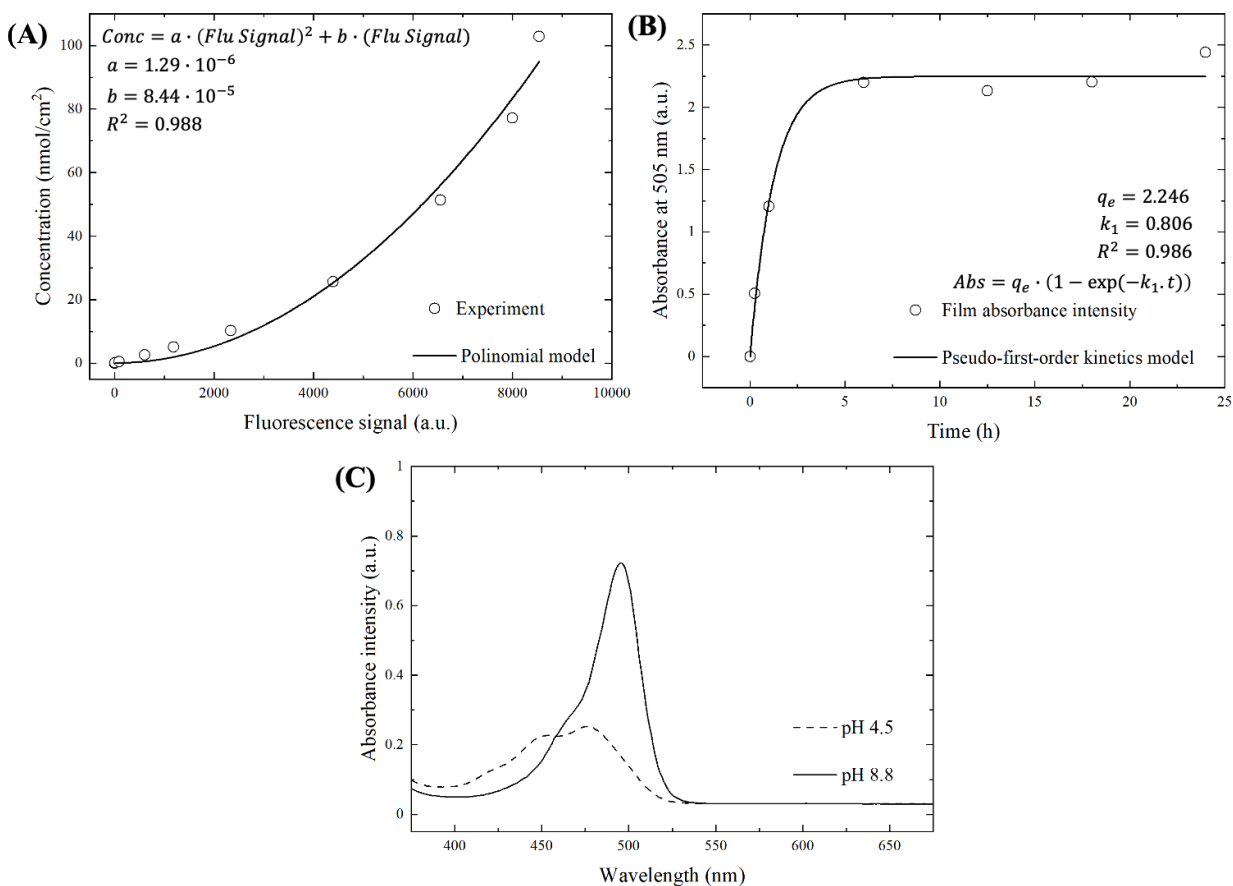 (A)
Conc = a · (Flu Signal)² + b · (Flu Signal)
a = 1.29 · 10⁻⁶
b = 8.44 · 10⁻⁵
R² = 0.988
100
80
60
40
20
0
Concentration (nmol/cm²)
Experiment
Polinomial model
0 2000 4000 6000 8000 10000
Fluorescence signal (a.u.)
(B)
2.5
2
1.5
1
0.5
0
Absorbance at 505 nm (a.u.)
qₑ = 2.246
k₁ = 0.806
R² = 0.986
Abs = qₑ · (1 − exp(−k₁.t))
Film absorbance intensity
Pseudo-first-order kinetics model
0 5 10 15 20 25
Time (h)
(C)
1
0.8
0.6
0.4
0.2
0
Absorbance intensity (a.u.)
pH 4.5
pH 8.8
400 450 500 550 600 650
Wavelength (nm)